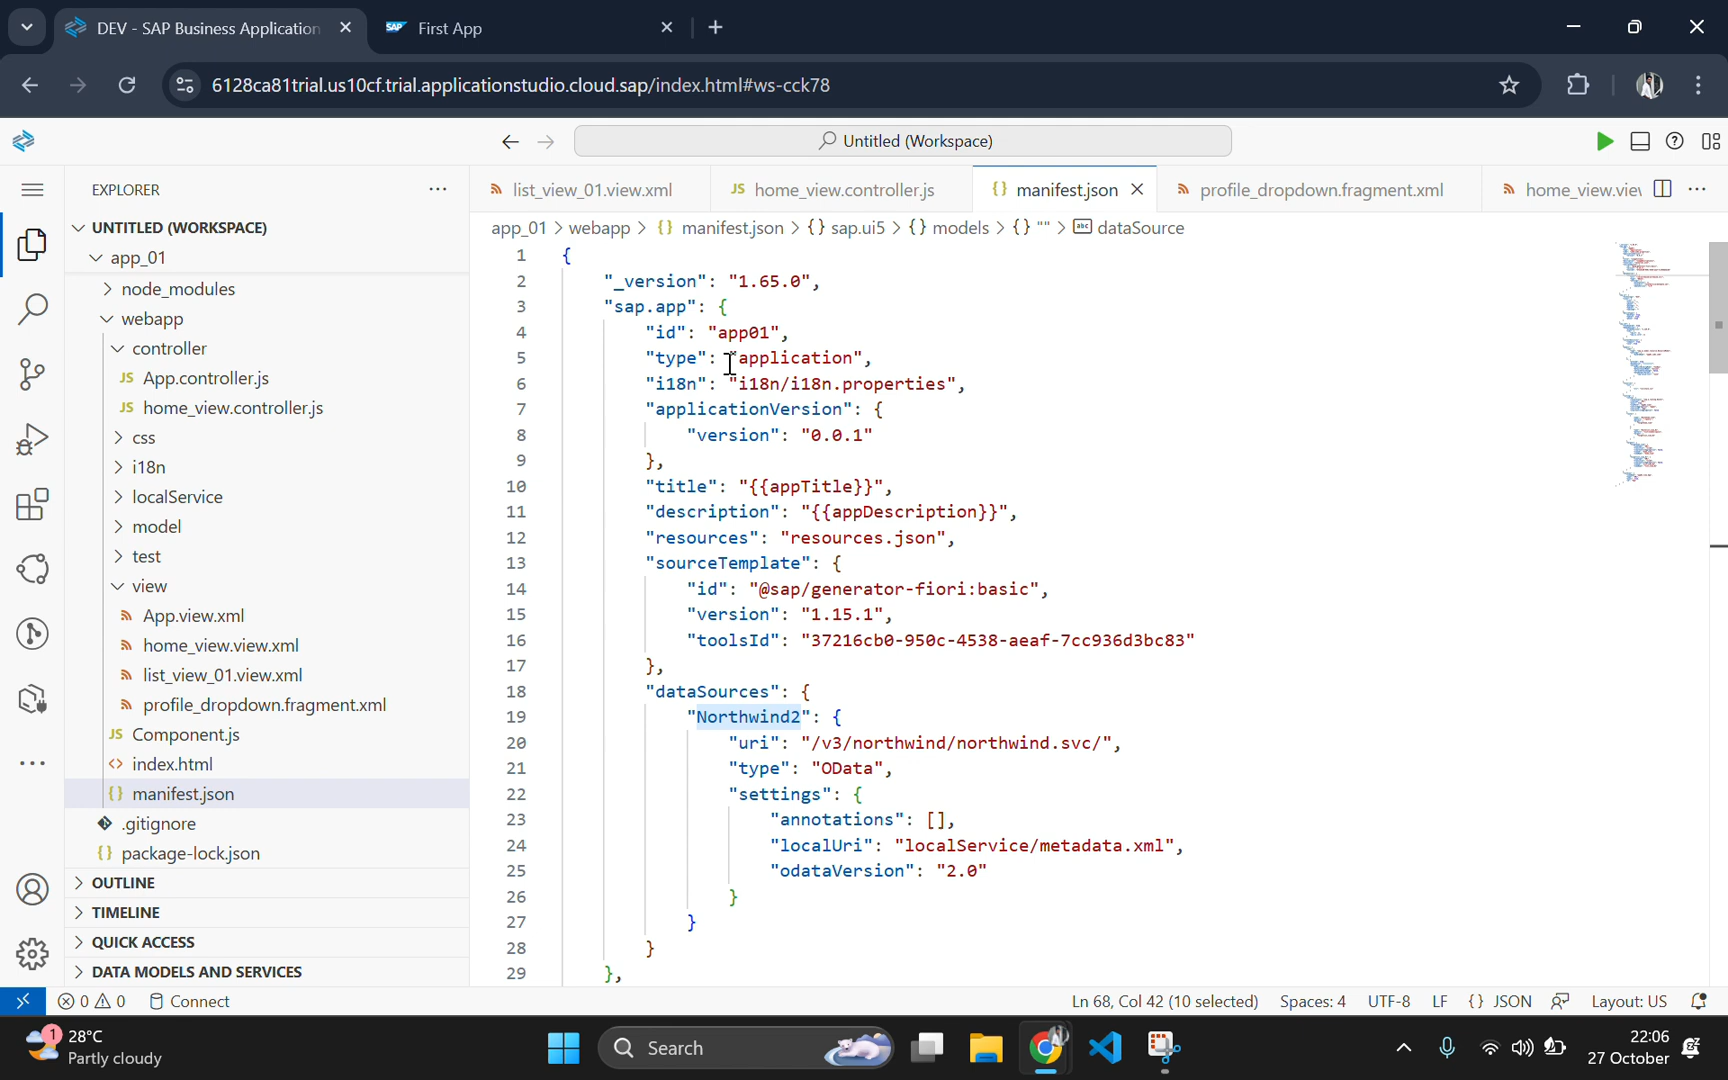 DEV - SAP Business Application
First App
6128ca81trial.us10cf.trial.applicationstudio.cloud.sap/index.html#ws-cck78
Untitled (Workspace)
EXPLORER
UNTITLED (WORKSPACE)
app_01
node_modules
webapp
controller
JS App.controller.js
JS home_view.controller.js
css
i18n
localService
model
test
view
App.view.xml
home_view.view.xml
list_view_01.view.xml
profile_dropdown.fragment.xml
JS Component.js
<> index.html
{} manifest.json
.gitignore
{} package-lock.json
OUTLINE
TIMELINE
QUICK ACCESS
DATA MODELS AND SERVICES
list_view_01.view.xml
JS home_view.controller.js
{} manifest.json
profile_dropdown.fragment.xml
home_view.view
app_01 > webapp > {} manifest.json > {} sap.ui5 > {} models > {} "" > abc dataSource
1 {
2 "_version": "1.65.0",
3 "sap.app": {
4 "id": "app01",
5 "type": "application",
6 "i18n": "i18n/i18n.properties",
7 "applicationVersion": {
8 "version": "0.0.1"
9 },
10 "title": "{{appTitle}}",
11 "description": "{{appDescription}}",
12 "resources": "resources.json",
13 "sourceTemplate": {
14 "id": "@sap/generator-fiori:basic",
15 "version": "1.15.1",
16 "toolsId": "37216cb0-950c-4538-aeaf-7cc936d3bc83"
17 },
18 "dataSources": {
19 "Northwind2": {
20 "uri": "/v3/northwind/northwind.svc/",
21 "type": "OData",
22 "settings": {
23 "annotations": [],
24 "localUri": "localService/metadata.xml",
25 "odataVersion": "2.0"
26 }
27 }
28 }
29 },
0 0 Connect
Ln 68, Col 42 (10 selected) Spaces: 4 UTF-8 LF {} JSON Layout: US
1
28°C
Partly cloudy
Search
22:06
27 October